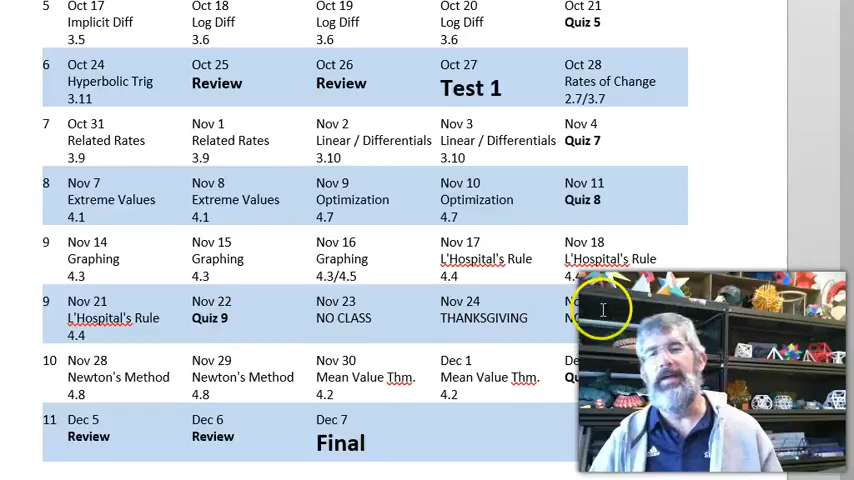 5 Oct 17 Oct 18 Oct 19 Oct 20 Oct 21
Implicit Diff Log Diff Log Diff Log Diff Quiz 5
3.5 3.6 3.6 3.6
6 Oct 24 Oct 25 Oct 26 Oct 27 Oct 28
Hyperbolic Trig Review Review Test 1 Rates of Change
3.11 2.7/3.7
7 Oct 31 Nov 1 Nov 2 Nov 3 Nov 4
Related Rates Related Rates Linear / Differentials Linear / Differentials Quiz 7
3.9 3.9 3.10 3.10
8 Nov 7 Nov 8 Nov 9 Nov 10 Nov 11
Extreme Values Extreme Values Optimization Optimization Quiz 8
4.1 4.1 4.7 4.7
9 Nov 14 Nov 15 Nov 16 Nov 17 Nov 18
Graphing Graphing Graphing L'Hospital's Rule L'Hospital's Rule
4.3 4.3 4.3/4.5 4.4
9 Nov 21 Nov 22 Nov 23 Nov 24
L'Hospital's Rule Quiz 9 NO CLASS THANKSGIVING
4.4
10 Nov 28 Nov 29 Nov 30 Dec 1
Newton's Method Newton's Method Mean Value Thm. Mean Value Thm.
4.8 4.8 4.2 4.2
11 Dec 5 Dec 6 Dec 7
Review Review Final